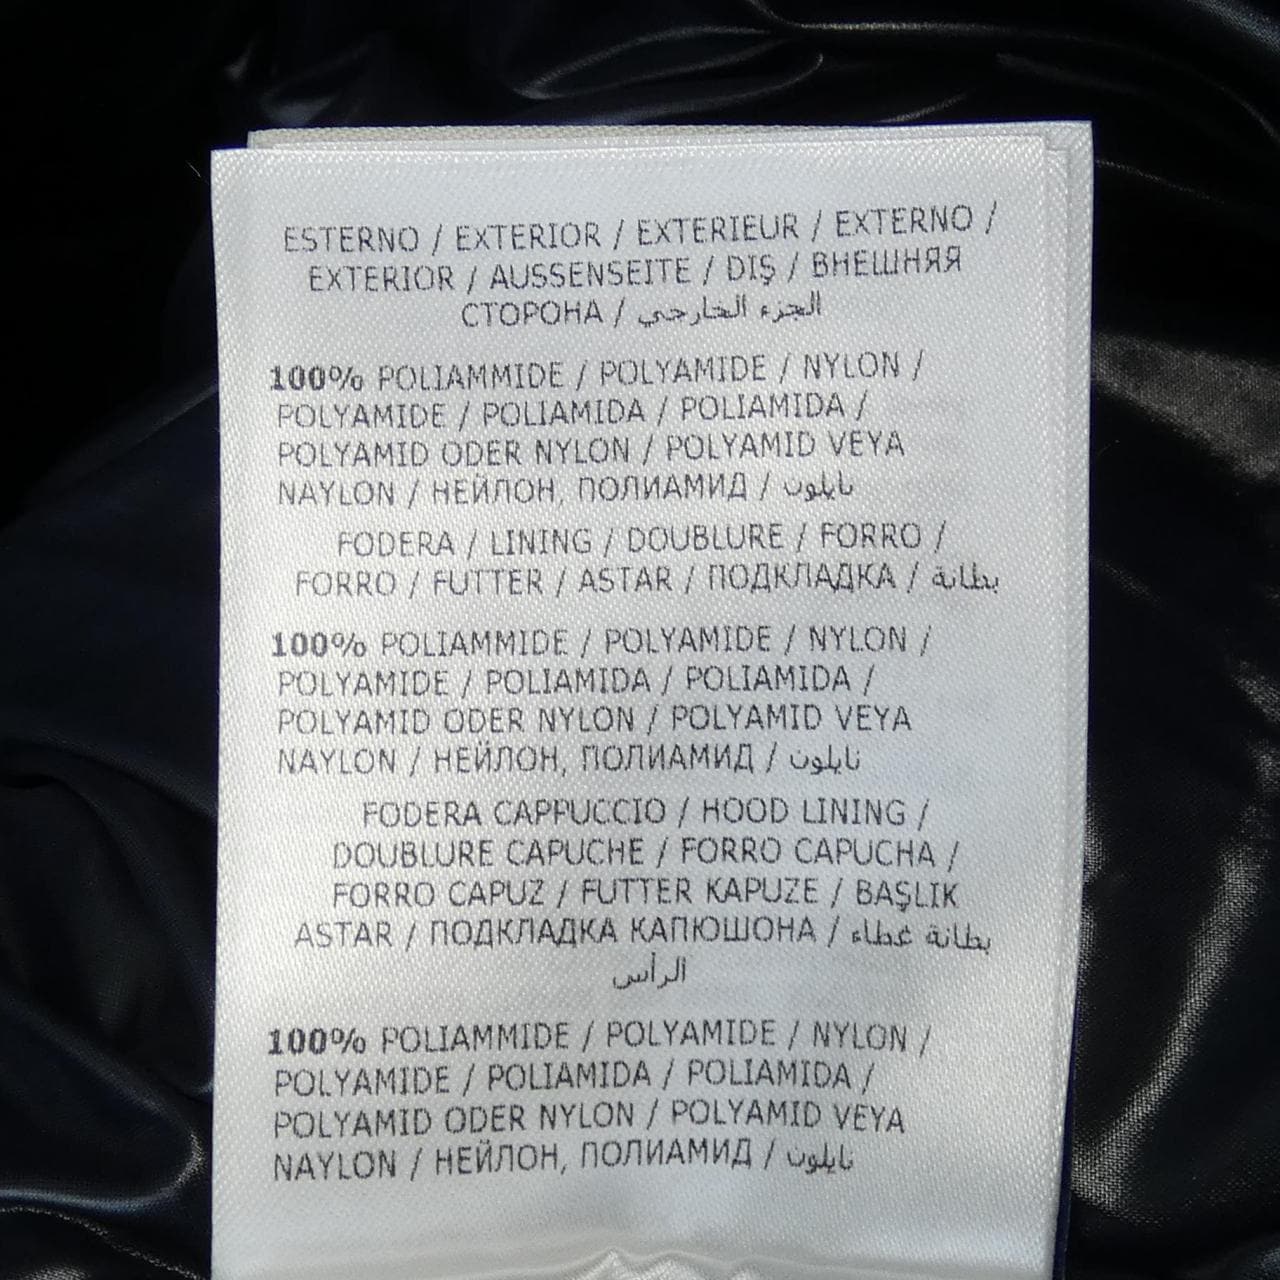 ESTERNO / EXTERIOR / EXTERIEUR / EXTERNO /
EXTERIOR / AUSSENSEITE / DIŞ / ВНЕШНЯЯ
СТОРОНА / الجزء الخارجي
100% POLIAMMIDE / POLYAMIDE / NYLON /
POLYAMIDE / POLIAMIDA / POLIAMIDA /
POLYAMID ODER NYLON / POLYAMID VEYA
NAYLON / НЕЙЛОН, ПОЛИАМИД / نايلون
FODERA / LINING / DOUBLURE / FORRO /
FORRO / FUTTER / ASTAR / ПОДКЛАДКА / بطانة
100% POLIAMMIDE / POLYAMIDE / NYLON /
POLYAMIDE / POLIAMIDA / POLIAMIDA /
POLYAMID ODER NYLON / POLYAMID VEYA
NAYLON / НЕЙЛОН, ПОЛИАМИД / نايلون
FODERA CAPPUCCIO / HOOD LINING /
DOUBLURE CAPUCHE / FORRO CAPUCHA /
FORRO CAPUZ / FUTTER KAPUZE / BAŞLIK
ASTAR / ПОДКЛАДКА КАПЮШОНА / بطانة غطاء
الرأس
100% POLIAMMIDE / POLYAMIDE / NYLON /
POLYAMIDE / POLIAMIDA / POLIAMIDA /
POLYAMID ODER NYLON / POLYAMID VEYA
NAYLON / НЕЙЛОН, ПОЛИАМИД / نايلون